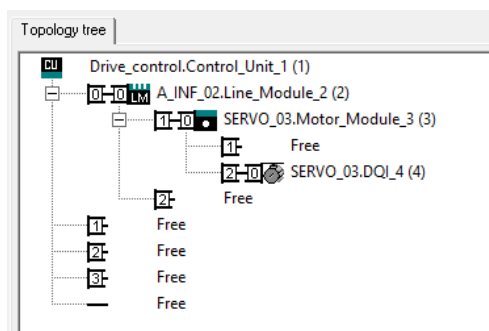 Topology tree
CU Drive_control.Control_Unit_1 (1)
0 0 LM A_INF_02.Line_Module_2 (2)
1 0 SERVO_03.Motor_Module_3 (3)
1 Free
2 0 SERVO_03.DQI_4 (4)
2 Free
1 Free
2 Free
3 Free
Free